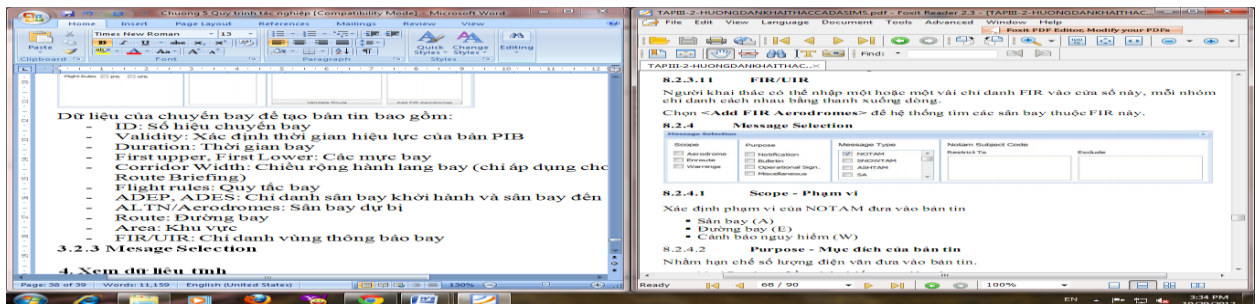 Chuong 5 Quy trinh tác nghiệp [Compatibility Mode] - Microsoft Word
Home Insert Page Layout References Mailings Review View
Times New Roman 13
Paste
Quick Styles Change Styles Editing
Clipboard Font Paragraph Styles
Flight Rules
Validate Route Add FIR Aerodromes
Dữ liệu của chuyến bay để tạo bản tin bao gồm:
- ID: Số hiệu chuyến bay
- Validity: Xác định thời gian hiệu lực của bản PIB
- Duration: Thời gian bay
- First upper, First Lower: Các mực bay
- Corridor Width: Chiều rộng hành lang bay (chỉ áp dụng cho
Route Briefing)
- Flight rules: Quy tắc bay
- ADEP, ADES: Chỉ danh sân bay khởi hành và sân bay đến
- ALTN/Aerodromes: Sân bay dự bị
- Route: Đường bay
- Area: Khu vực
- FIR/UIR: Chỉ danh vùng thông báo bay
3.2.3 Mesage Selection
4. Xem dữ liệu tĩnh
Page: 38 of 39 Words: 11,159 English (United States) 130%
TAPIII-2-HUONGDANKHAITHACCADASIMS.pdf - Foxit Reader 2.3 - [TAPIII-2-HUONGDANKHAITHAC...
File Edit View Language Document Tools Advanced Window Help
Foxit PDF Editor, Modify your PDFs
Find:
TAPIII-2-HUONGDANKHAITHAC...
8.2.3.11 FIR/UIR
Người khai thác có thể nhập một hoặc một vài chỉ danh FIR vào cửa sổ này, mỗi nhóm
chỉ danh cách nhau bằng thanh xuống dòng.
Chọn <Add FIR Aerodromes> để hệ thống tìm các sân bay thuộc FIR này.
8.2.4 Message Selection
Message Selection
Scope Purpose Message Type Notam Subject Code
Aerodrome Notification NOTAM Restrict To Exclude
Enroute Bulletin SNOWTAM
Warnings Operational Sign. ASHTAM
Miscellaneous SA
8.2.4.1 Scope - Phạm vi
Xác định phạm vi của NOTAM đưa vào bản tin
• Sân bay (A)
• Đường bay (E)
• Cảnh báo nguy hiểm (W)
8.2.4.2 Purpose - Mục đích của bản tin
Nhằm hạn chế số lượng điện văn đưa vào bản tin.
Ready 68 / 90 100%
EN 3:34 PM